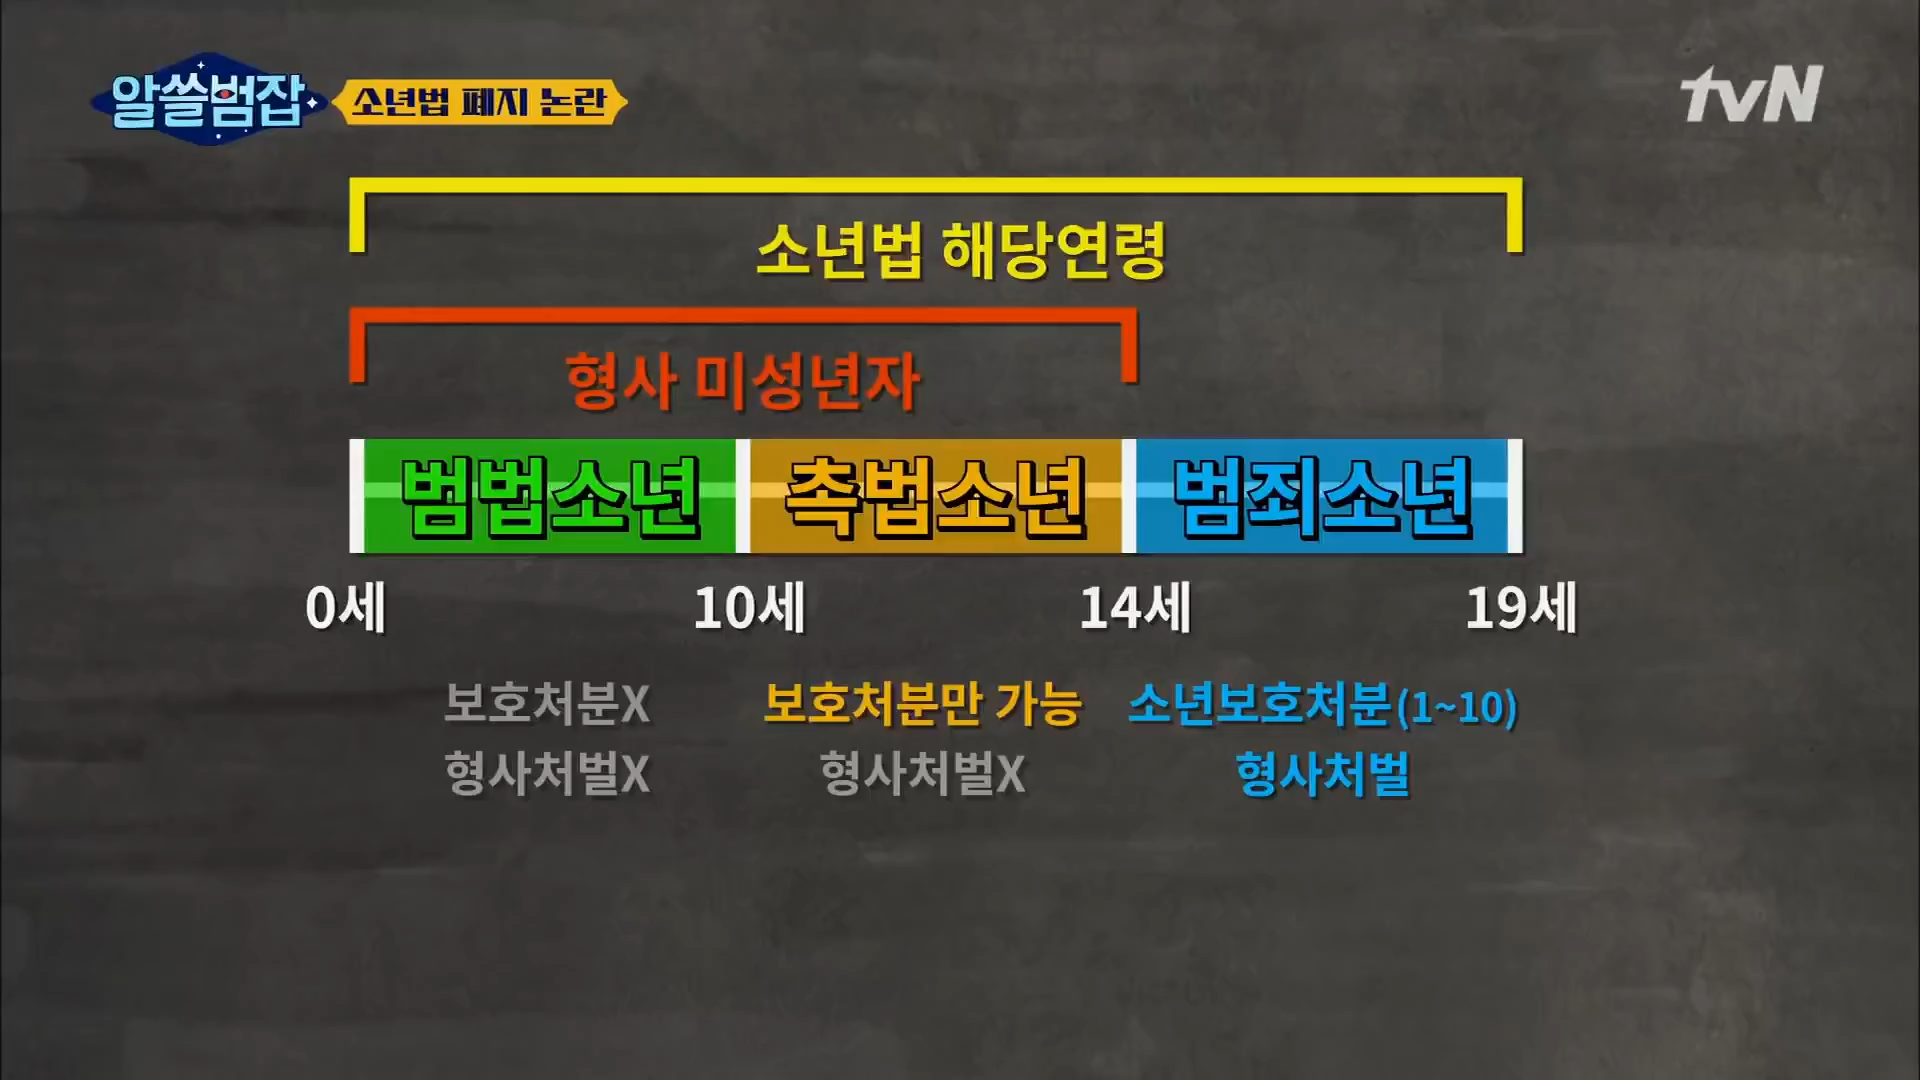 알쓸범잡 소년법 폐지 논란
tvN
소년법 해당연령
형사 미성년자
범법소년 촉법소년 범죄소년
0세 10세 14세 19세
보호처분X 보호처분만 가능 소년보호처분(1~10)
형사처벌X 형사처벌X 형사처벌